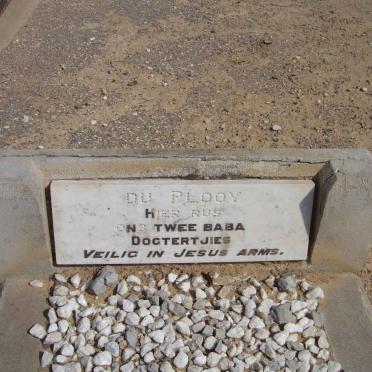 DU PLOOY
HIER RUS
ONS TWEE BABA
DOGTERTJIES
VEILIG IN JESUS ARMS.